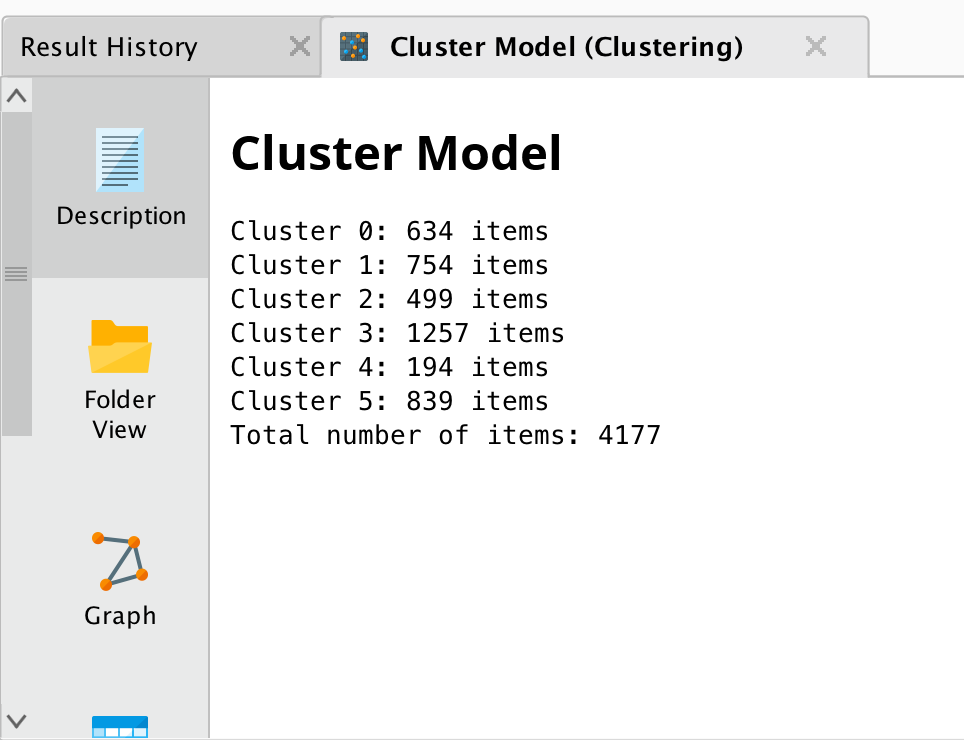 Result History
Cluster Model (Clustering)
Description
Folder
View
Graph
Cluster Model
Cluster 0: 634 items
Cluster 1: 754 items
Cluster 2: 499 items
Cluster 3: 1257 items
Cluster 4: 194 items
Cluster 5: 839 items
Total number of items: 4177